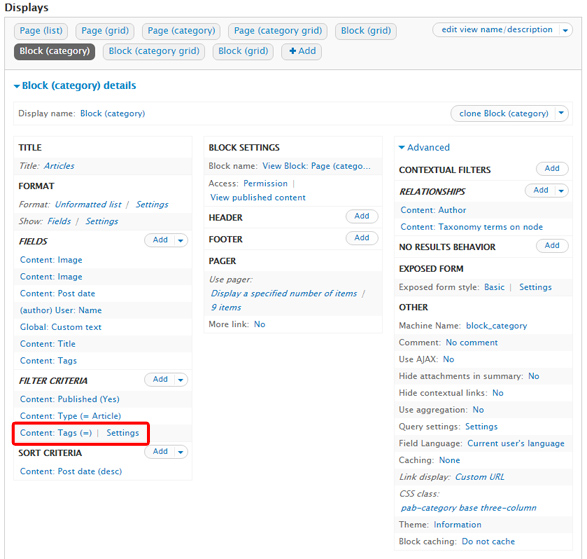 Displays
Page (list) Page (grid) Page (category) Page (category grid) Block (grid) edit view name/description
Block (category) Block (category grid) Block (grid) + Add
Block (category) details
Display name: Block (category) clone Block (category)
TITLE
Title: Articles
FORMAT
Format: Unformatted list | Settings
Show: Fields | Settings
FIELDS Add
Content: Image
Content: Image
Content: Post date
(author) User: Name
Global: Custom text
Content: Title
Content: Tags
FILTER CRITERIA Add
Content: Published (Yes)
Content: Type (= Article)
Content: Tags (=) | Settings
SORT CRITERIA Add
Content: Post date (desc)
BLOCK SETTINGS
Block name: View Block: Page (catego...
Access: Permission |
View published content
HEADER Add
FOOTER Add
PAGER
Use pager:
Display a specified number of items |
9 items
More link: No
Advanced
CONTEXTUAL FILTERS Add
RELATIONSHIPS Add
Content: Author
Content: Taxonomy terms on node
NO RESULTS BEHAVIOR Add
EXPOSED FORM
Exposed form style: Basic | Settings
OTHER
Machine Name: block_category
Comment: No comment
Use AJAX: No
Hide attachments in summary: No
Hide contextual links: No
Use aggregation: No
Query settings: Settings
Field Language: Current user's language
Caching: None
Link display: Custom URL
CSS class:
pab-category base three-column
Theme: Information
Block caching: Do not cache